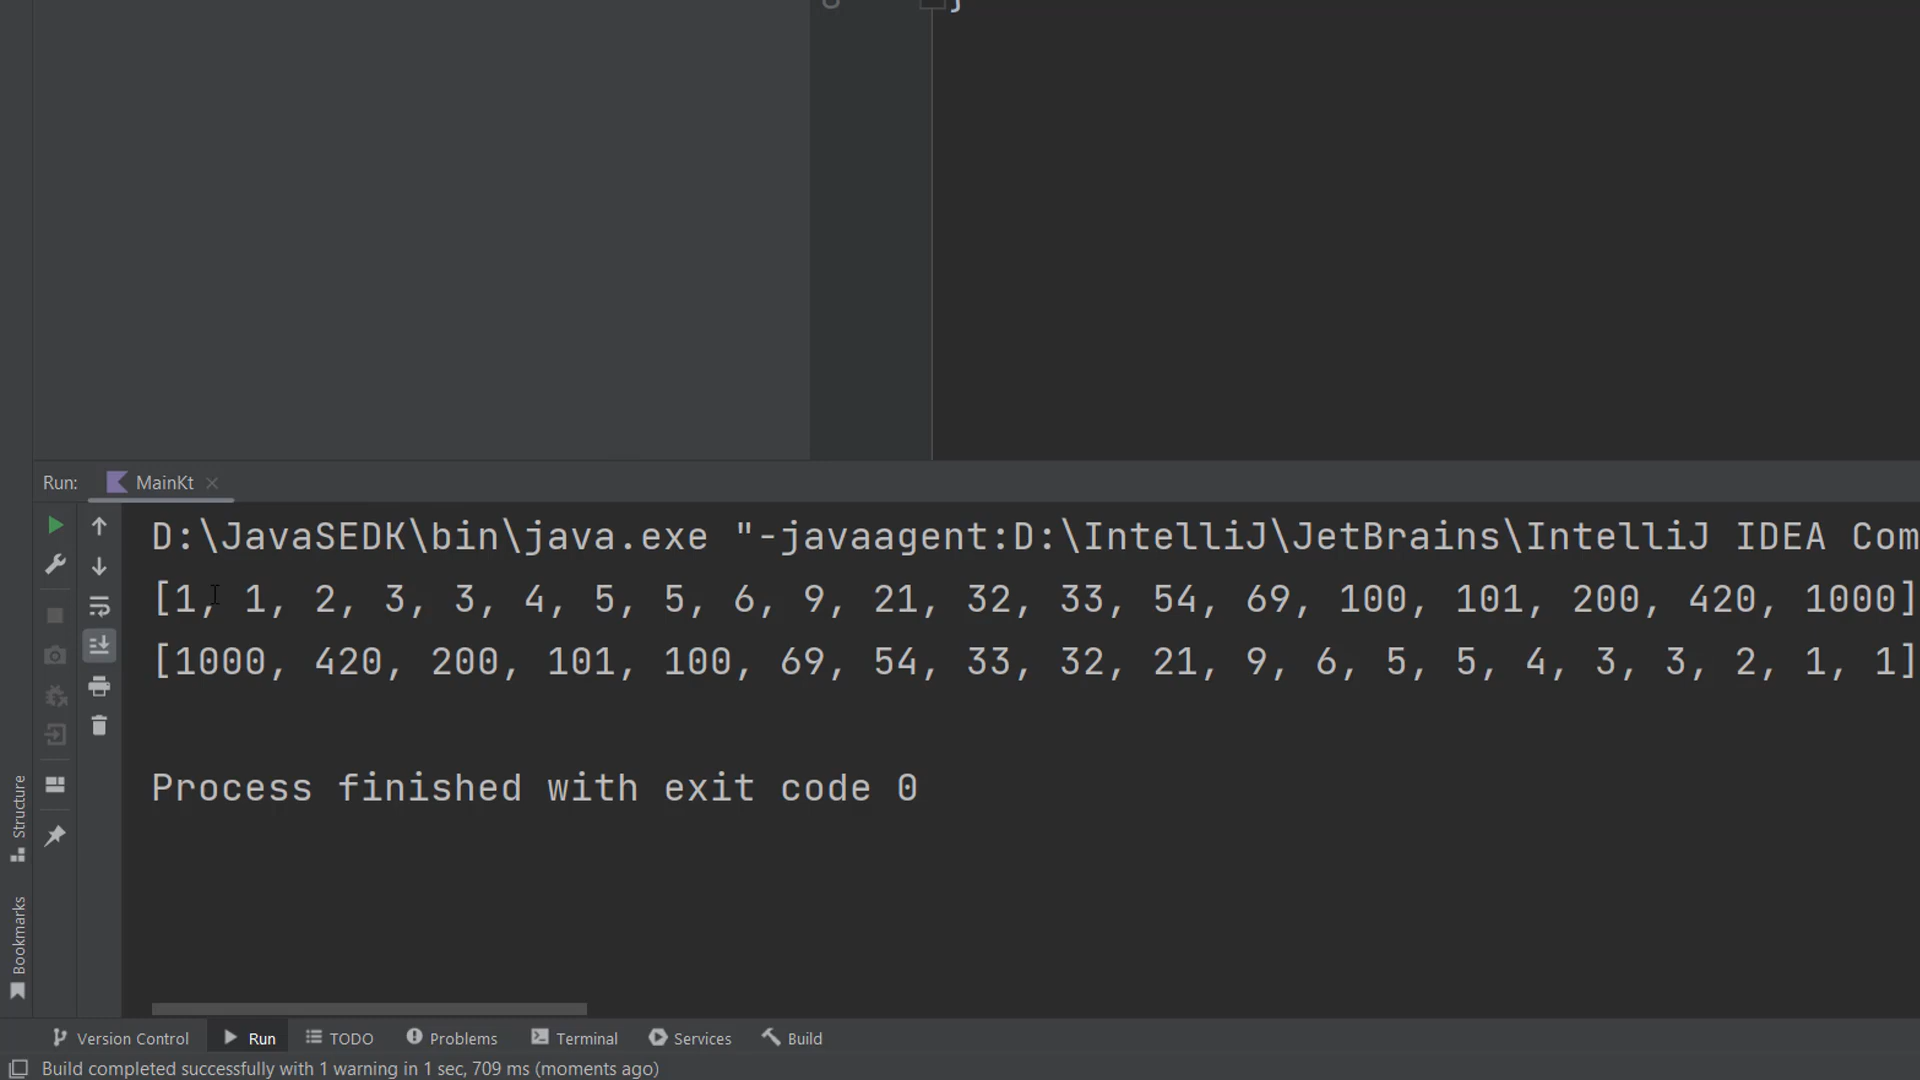 }
Run: MainKt
D:\JavaSEDK\bin\java.exe "-javaagent:D:\IntelliJ\JetBrains\IntelliJ IDEA Com
[1, 1, 2, 3, 3, 4, 5, 5, 6, 9, 21, 32, 33, 54, 69, 100, 101, 200, 420, 1000]
[1000, 420, 200, 101, 100, 69, 54, 33, 32, 21, 9, 6, 5, 5, 4, 3, 3, 2, 1, 1]
Process finished with exit code 0
Structure
Bookmarks
Version Control Run TODO Problems Terminal Services Build
Build completed successfully with 1 warning in 1 sec, 709 ms (moments ago)